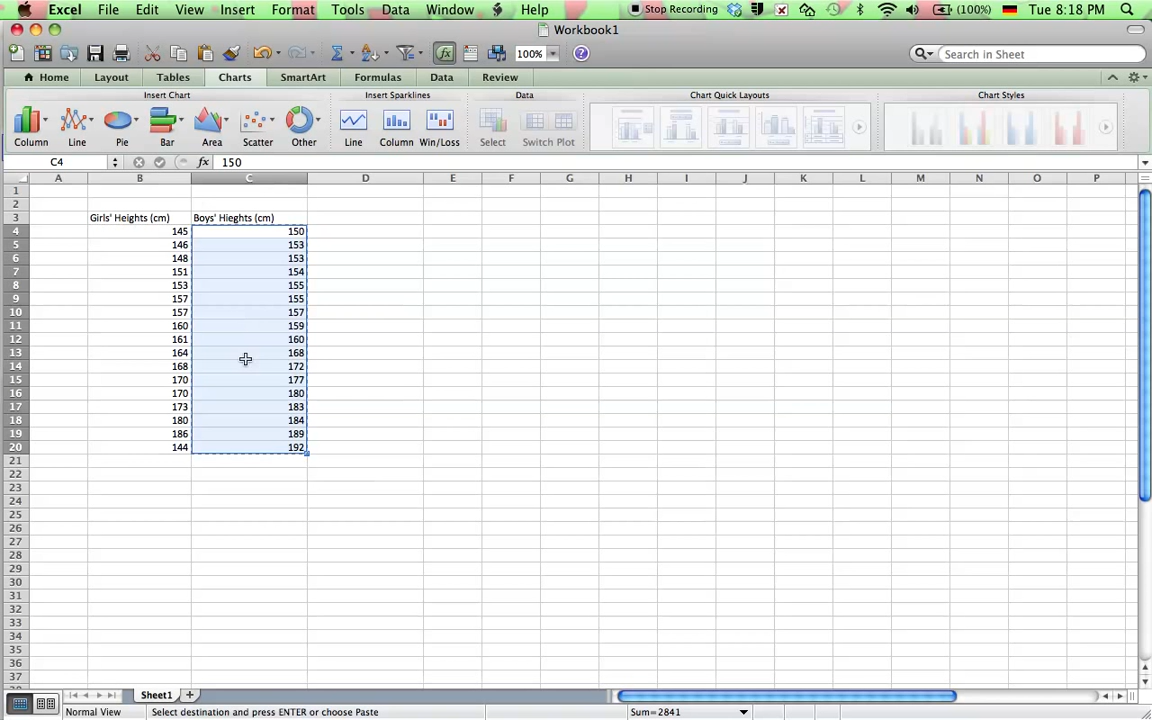 Excel File Edit View Insert Format Tools Data Window Help Stop Recording (100%) Tue 8:18 PM
Workbook1
100% Search in Sheet
Home Layout Tables Charts SmartArt Formulas Data Review
Insert Chart Insert Sparklines Data Chart Quick Layouts Chart Styles
Column Line Pie Bar Area Scatter Other Line Column Win/Loss Select Switch Plot
C4 fx 150
A B C D E F G H I J K L M N O P
1
2
3 Girls' Heights (cm) Boys' Hieghts (cm)
4 145 150
5 146 153
6 148 153
7 151 154
8 153 155
9 157 155
10 157 157
11 160 159
12 161 160
13 164 168
14 168 172
15 170 177
16 170 180
17 173 183
18 180 184
19 186 189
20 144 192
21
22
23
24
25
26
27
28
29
30
31
32
33
34
35
36
37
Sheet1
Normal View Select destination and press ENTER or choose Paste Sum=2841